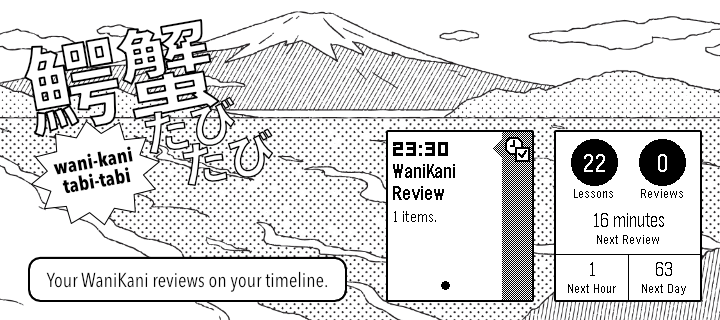 鰐蟹
たび
たび
wani-kani
tabi-tabi
Your WaniKani reviews on your timeline.
23:30
WaniKani
Review
1 items.
22 0
Lessons Reviews
16 minutes
Next Review
1 63
Next Hour Next Day